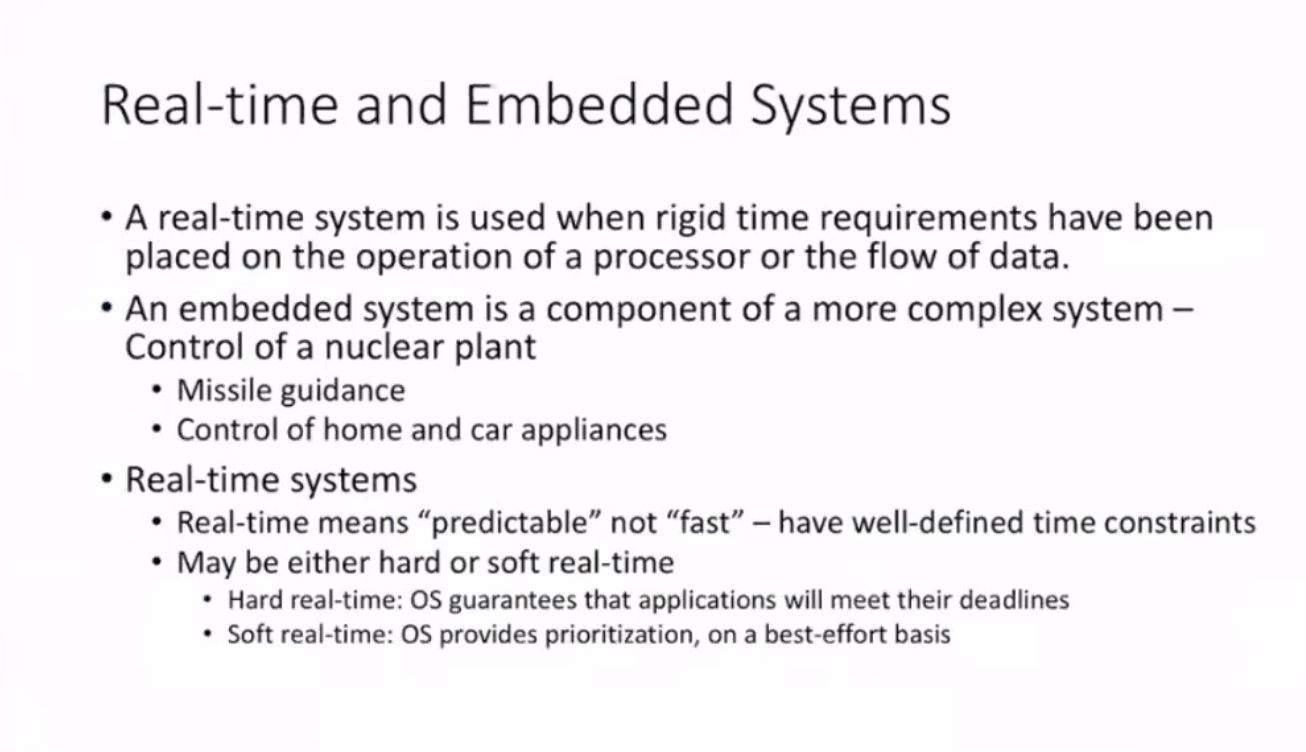 Real-time and Embedded Systems
• A real-time system is used when rigid time requirements have been
placed on the operation of a processor or the flow of data.
• An embedded system is a component of a more complex system –
Control of a nuclear plant
• Missile guidance
• Control of home and car appliances
• Real-time systems
• Real-time means “predictable” not “fast” – have well-defined time constraints
• May be either hard or soft real-time
• Hard real-time: OS guarantees that applications will meet their deadlines
• Soft real-time: OS provides prioritization, on a best-effort basis